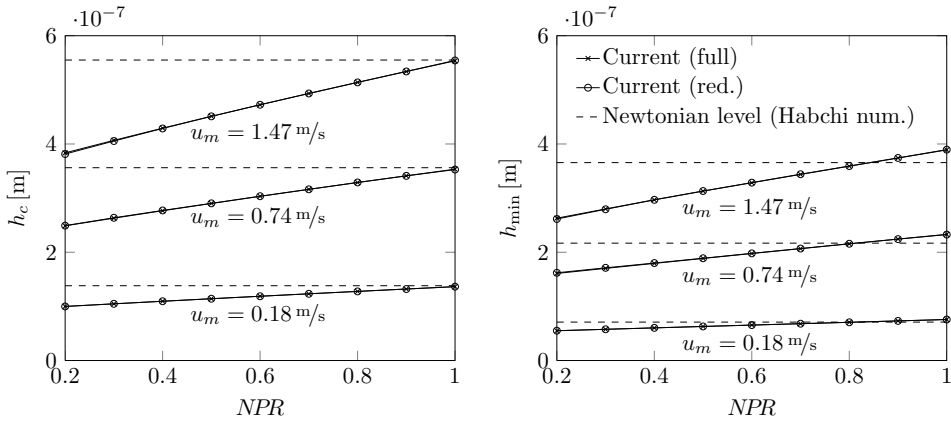 ·10⁻⁷
6
4
2
0
h_c [m]
u_m = 1.47 m/s
u_m = 0.74 m/s
u_m = 0.18 m/s
0.2 0.4 0.6 0.8 1
NPR
·10⁻⁷
6
4
2
0
h_min [m]
Current (full)
Current (red.)
Newtonian level (Habchi num.)
u_m = 1.47 m/s
u_m = 0.74 m/s
u_m = 0.18 m/s
0.2 0.4 0.6 0.8 1
NPR